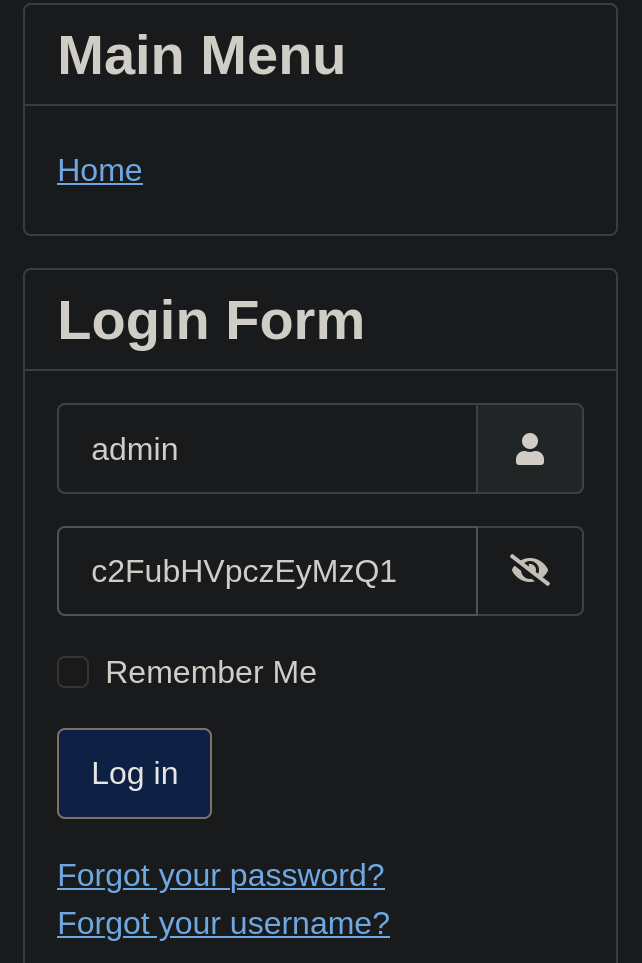 Main Menu
Home
Login Form
admin
c2FubHVpczEyMzQ1
Remember Me
Log in
Forgot your password?
Forgot your username?